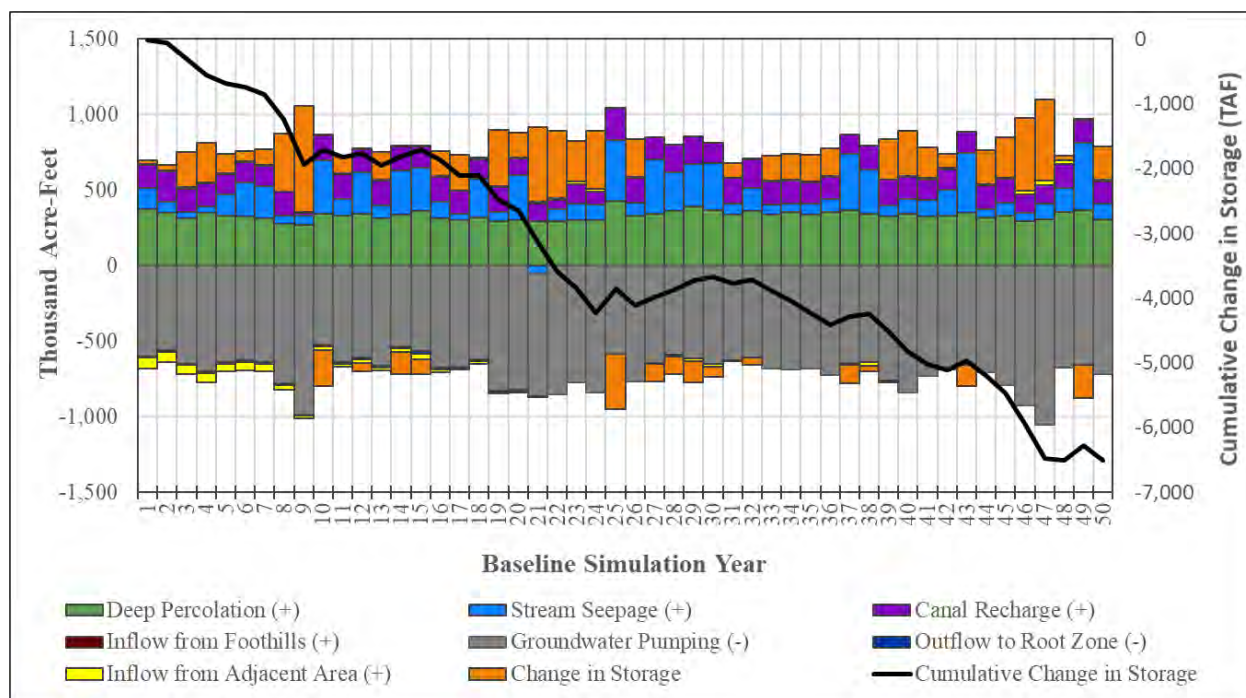 1,500
1,000
500
0
-500
-1,000
-1,500
Thousand Acre-Feet
0
-1,000
-2,000
-3,000
-4,000
-5,000
-6,000
-7,000
Cumulative Change in Storage (TAF)
1 2 3 4 5 6 7 8 9 10 11 12 13 14 15 16 17 18 19 20 21 22 23 24 25 26 27 28 29 30 31 32 33 34 35 36 37 38 39 40 41 42 43 44 45 46 47 48 49 50
Baseline Simulation Year
Deep Percolation (+) Stream Seepage (+) Canal Recharge (+)
Inflow from Foothills (+) Groundwater Pumping (-) Outflow to Root Zone (-)
Inflow from Adjacent Area (+) Change in Storage Cumulative Change in Storage